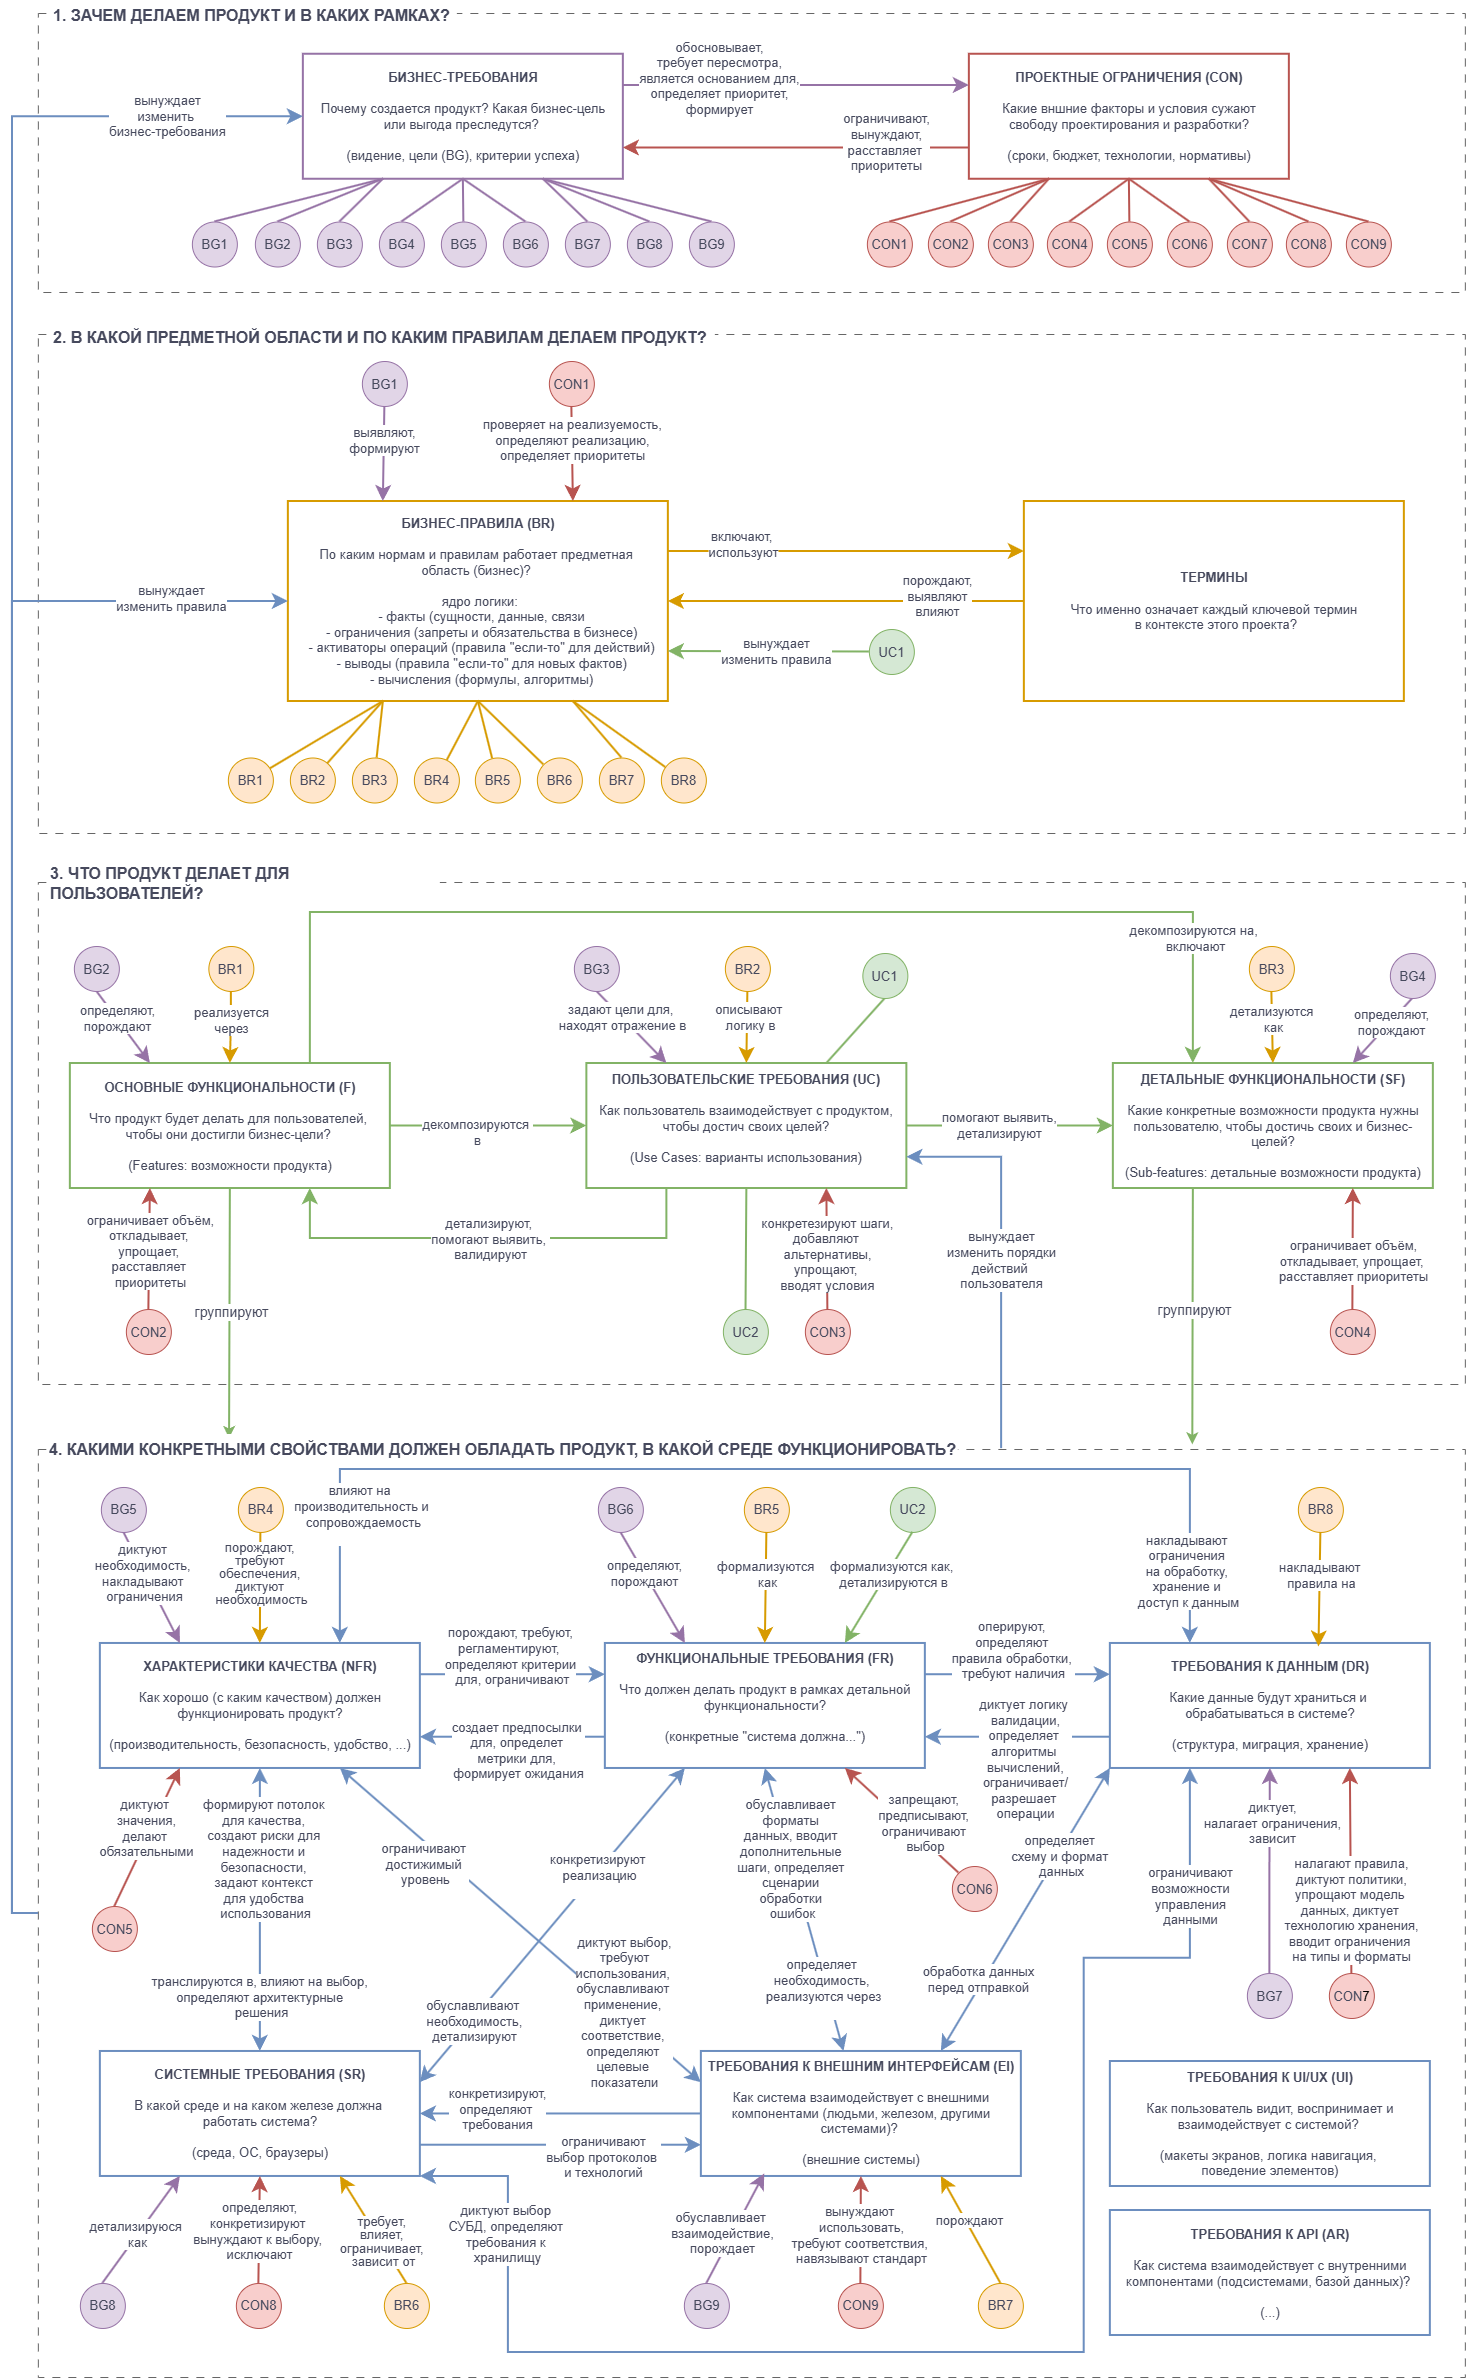 1. ЗАЧЕМ ДЕЛАЕМ ПРОДУКТ И В КАКИХ РАМКАХ?
БИЗНЕС-ТРЕБОВАНИЯ
Почему создается продукт? Какая бизнес-цель
или выгода преследутся?
(видение, цели (BG), критерии успеха)
обосновывает,
требует пересмотра,
является основанием для,
определяет приоритет,
формирует
ПРОЕКТНЫЕ ОГРАНИЧЕНИЯ (CON)
Какие вншние факторы и условия сужают
свободу проектирования и разработки?
(сроки, бюджет, технологии, нормативы)
вынуждает
изменить
бизнес-требования
ограничивают,
вынуждают,
расставляет
приоритеты
BG1
BG2
BG3
BG4
BG5
BG6
BG7
BG8
BG9
CON1
CON2
CON3
CON4
CON5
CON6
CON7
CON8
CON9
2. В КАКОЙ ПРЕДМЕТНОЙ ОБЛАСТИ И ПО КАКИМ ПРАВИЛАМ ДЕЛАЕМ ПРОДУКТ?
BG1
CON1
выявляют,
формируют
проверяет на реализуемость,
определяют реализацию,
определяет приоритеты
БИЗНЕС-ПРАВИЛА (BR)
По каким нормам и правилам работает предметная
область (бизнес)?
ядро логики:
- факты (сущности, данные, связи
- ограничения (запреты и обязательства в бизнесе)
- активаторы операций (правила "если-то" для действий)
- выводы (правила "если-то" для новых фактов)
- вычисления (формулы, алгоритмы)
вынуждает
изменить правила
включают,
используют
порождают,
выявляют
влияют
вынуждает
изменить правила
UC1
ТЕРМИНЫ
Что именно означает каждый ключевой термин
в контексте этого проекта?
BR1
BR2
BR3
BR4
BR5
BR6
BR7
BR8
3. ЧТО ПРОДУКТ ДЕЛАЕТ ДЛЯ
ПОЛЬЗОВАТЕЛЕЙ?
BG2
BR1
BG3
BR2
UC1
декомпозируются на,
включают
BR3
BG4
определяют,
порождают
реализуется
через
задают цели для,
находят отражение в
описывают
логику в
детализируются
как
определяют,
порождают
ОСНОВНЫЕ ФУНКЦИОНАЛЬНОСТИ (F)
Что продукт будет делать для пользователей,
чтобы они достигли бизнес-цели?
(Features: возможности продукта)
декомпозируются
в
ПОЛЬЗОВАТЕЛЬСКИЕ ТРЕБОВАНИЯ (UC)
Как пользователь взаимодействует с продуктом,
чтобы достич своих целей?
(Use Cases: варианты использования)
помогают выявить,
детализируют
ДЕТАЛЬНЫЕ ФУНКЦИОНАЛЬНОСТИ (SF)
Какие конкретные возможности продукта нужны
пользователю, чтобы достичь своих и бизнес-
целей?
(Sub-features: детальные возможности продукта)
ограничивает объём,
откладывает,
упрощает,
расставляет
приоритеты
CON2
группируют
детализируют,
помогают выявить,
валидируют
UC2
конкретезируют шаги,
добавляют
альтернативы,
упрощают,
вводят условия
CON3
вынуждает
изменить порядки
действий
пользователя
группируют
ограничивает объём,
откладывает, упрощает,
расставляет приоритеты
CON4
4. КАКИМИ КОНКРЕТНЫМИ СВОЙСТВАМИ ДОЛЖЕН ОБЛАДАТЬ ПРОДУКТ, В КАКОЙ СРЕДЕ ФУНКЦИОНИРОВАТЬ?
BG5
BR4
влияют на
производительность и
сопровождаемость
BG6
BR5
UC2
BR8
диктуют
необходимость,
накладывают
ограничения
порождают,
требуют
обеспечения,
диктуют
необходимость
определяют,
порождают
формализуются
как
формализуются как,
детализируются в
накладывают
ограничения
на обработку,
хранение и
доступ к данным
накладывают
правила на
ХАРАКТЕРИСТИКИ КАЧЕСТВА (NFR)
Как хорошо (с каким качеством) должен
функционировать продукт?
(производительность, безопасность, удобство, ...)
порождают, требуют,
регламентируют,
определяют критерии
для, ограничивают
создает предпосылки
для, определет
метрики для,
формирует ожидания
ФУНКЦИОНАЛЬНЫЕ ТРЕБОВАНИЯ (FR)
Что должен делать продукт в рамках детальной
функциональности?
(конкретные "система должна...")
оперируют,
определяют
правила обработки,
требуют наличия
диктует логику
валидации,
определяет
алгоритмы
вычислений,
ограничивает/
разрешает
операции
ТРЕБОВАНИЯ К ДАННЫМ (DR)
Какие данные будут храниться и
обрабатываться в системе?
(структура, миграция, хранение)
диктуют
значения,
делают
обязательными
CON5
формируют потолок
для качества,
создают риски для
надежности и
безопасности,
задают контекст
для удобства
использования
транслируются в, влияют на выбор,
определяют архитектурные
решения
ограничивают
достижимый
уровень
конкретизируют
реализацию
обуславливает
форматы
данных, вводит
дополнительные
шаги, определяет
сценарии
обработки
ошибок
запрещают,
предписывают,
ограничивают
выбор
CON6
определяет
схему и формат
данных
ограничивают
возможности
управления
данными
диктует,
налагает ограничения,
зависит
BG7
налагают правила,
диктуют политики,
упрощают модель
данных, диктует
технологию хранения,
вводит ограничения
на типы и форматы
CON7
обуславливают
необходимость,
детализируют
диктуют выбор,
требуют
использования,
обуславливают
применение,
диктует
соответствие,
определяют
целевые
показатели
определяет
необходимость,
реализуются через
обработка данных
перед отправкой
СИСТЕМНЫЕ ТРЕБОВАНИЯ (SR)
В какой среде и на каком железе должна
работать система?
(среда, ОС, браузеры)
конкретизируют,
определяют
требования
ограничивают
выбор протоколов
и технологий
ТРЕБОВАНИЯ К ВНЕШНИМ ИНТЕРФЕЙСАМ (EI)
Как система взаимодействует с внешними
компонентами (людьми, железом, другими
системами)?
(внешние системы)
ТРЕБОВАНИЯ К UI/UX (UI)
Как пользователь видит, воспринимает и
взаимодействует с системой?
(макеты экранов, логика навигация,
поведение элементов)
детализируюся
как
BG8
определяют,
конкретизируют
вынуждают к выбору,
исключают
CON8
требует,
влияет,
ограничивает,
зависит от
BR6
диктуют выбор
СУБД, определяют
требования к
хранилищу
обуславливает
взаимодействие,
порождает
BG9
вынуждают
использовать,
требуют соответствия,
навязывают стандарт
CON9
порождают
BR7
ТРЕБОВАНИЯ К API (AR)
Как система взаимодействует с внутренними
компонентами (подсистемами, базой данных)?
(...)